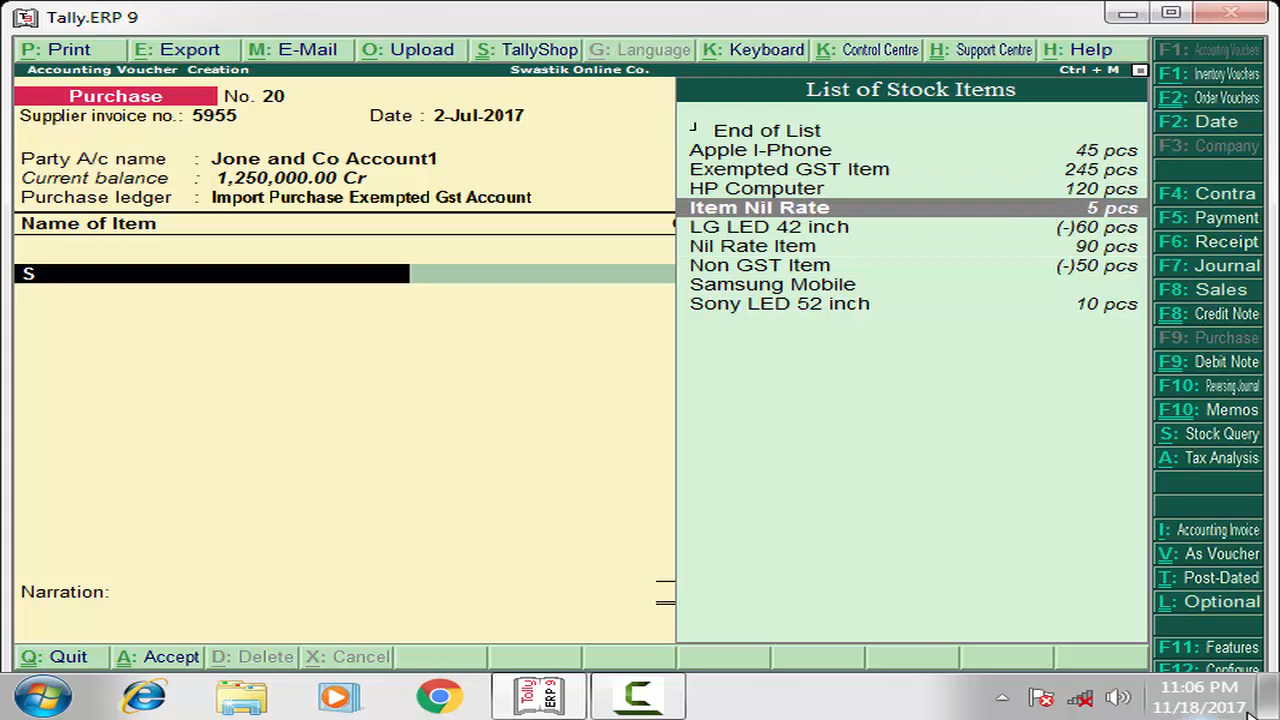 Tally.ERP 9
P: Print E: Export M: E-Mail O: Upload S: TallyShop G: Language K: Keyboard K: Control Centre H: Support Centre H: Help
Accounting Voucher Creation Swastik Online Co. Ctrl + M
Purchase No. 20
Supplier invoice no.: 5955 Date : 2-Jul-2017
Party A/c name : Jone and Co Account1
Current balance : 1,250,000.00 Cr
Purchase ledger : Import Purchase Exempted Gst Account
Name of Item
S
Narration:
List of Stock Items
End of List
Apple I-Phone 45 pcs
Exempted GST Item 245 pcs
HP Computer 120 pcs
Item Nil Rate 5 pcs
LG LED 42 inch (-)60 pcs
Nil Rate Item 90 pcs
Non GST Item (-)50 pcs
Samsung Mobile
Sony LED 52 inch 10 pcs
F1: Accounting Vouchers
F1: Inventory Vouchers
F2: Order Vouchers
F2: Date
F3: Company
F4: Contra
F5: Payment
F6: Receipt
F7: Journal
F8: Sales
F8: Credit Note
F9: Purchase
F9: Debit Note
F10: Reversing Journal
F10: Memos
S: Stock Query
A: Tax Analysis
I: Accounting Invoice
V: As Voucher
T: Post-Dated
L: Optional
F11: Features
F12: Configure
Q: Quit A: Accept D: Delete X: Cancel
Tally ERP 9
11:06 PM
11/18/2017